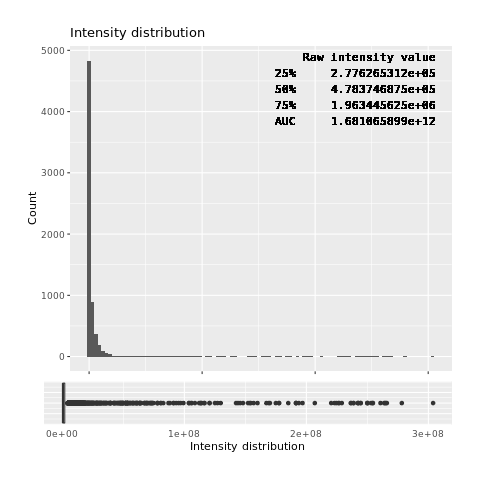 Intensity distribution
Raw intensity value
25% 2.776265312e+05
50% 4.783746875e+05
75% 1.963445625e+06
AUC 1.681065899e+12
5000
4000
3000
2000
1000
0
Count
0e+00 1e+08 2e+08 3e+08
Intensity distribution